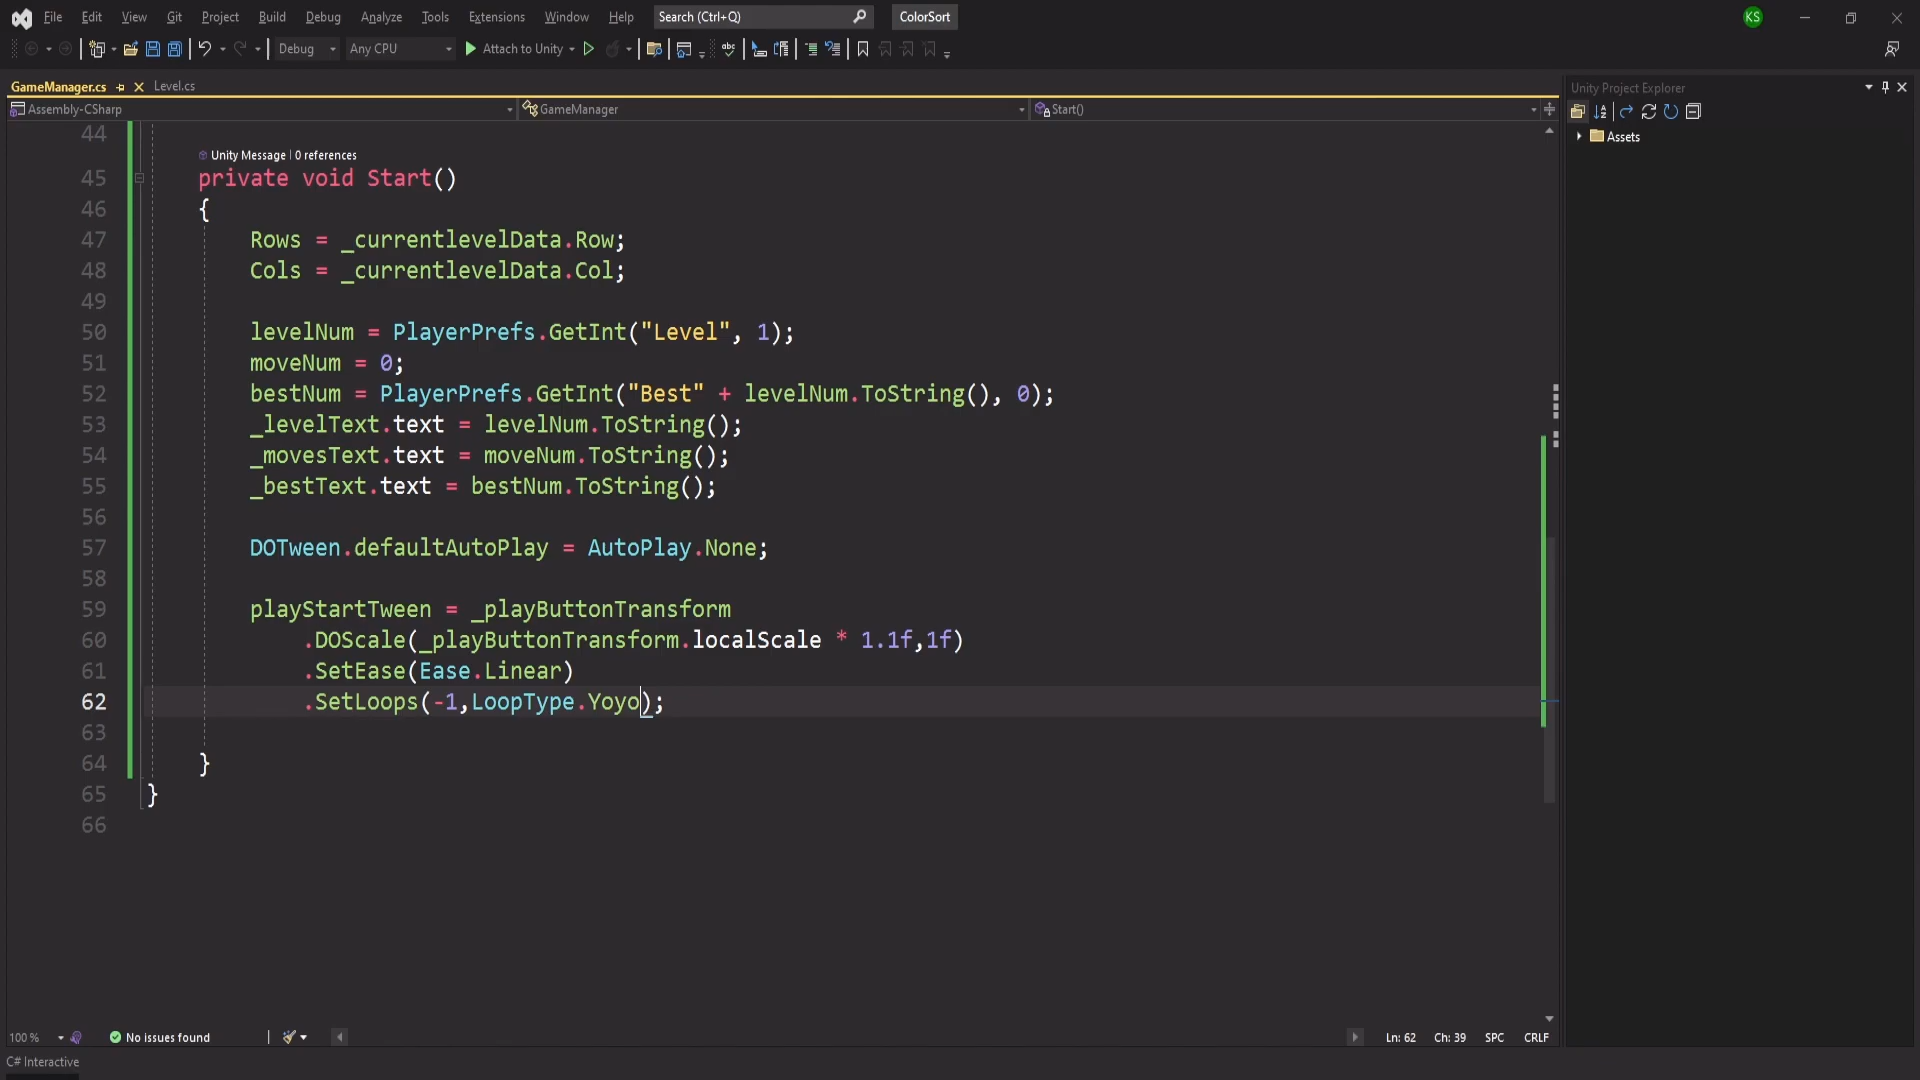 File Edit View Git Project Build Debug Analyze Tools Extensions Window Help Search (Ctrl+Q) ColorSort KS
Debug Any CPU Attach to Unity
GameManager.cs Level.cs
Unity Project Explorer
Assembly-CSharp GameManager Start()
Assets
44
Unity Message | 0 references
45 private void Start()
46 {
47 Rows = _currentlevelData.Row;
48 Cols = _currentlevelData.Col;
49
50 levelNum = PlayerPrefs.GetInt("Level", 1);
51 moveNum = 0;
52 bestNum = PlayerPrefs.GetInt("Best" + levelNum.ToString(), 0);
53 _levelText.text = levelNum.ToString();
54 _movesText.text = moveNum.ToString();
55 _bestText.text = bestNum.ToString();
56
57 DOTween.defaultAutoPlay = AutoPlay.None;
58
59 playStartTween = _playButtonTransform
60 .DOScale(_playButtonTransform.localScale * 1.1f,1f)
61 .SetEase(Ease.Linear)
62 .SetLoops(-1,LoopType.Yoyo);
63
64 }
65 }
66
100 % No issues found Ln: 62 Ch: 39 SPC CRLF
C# Interactive